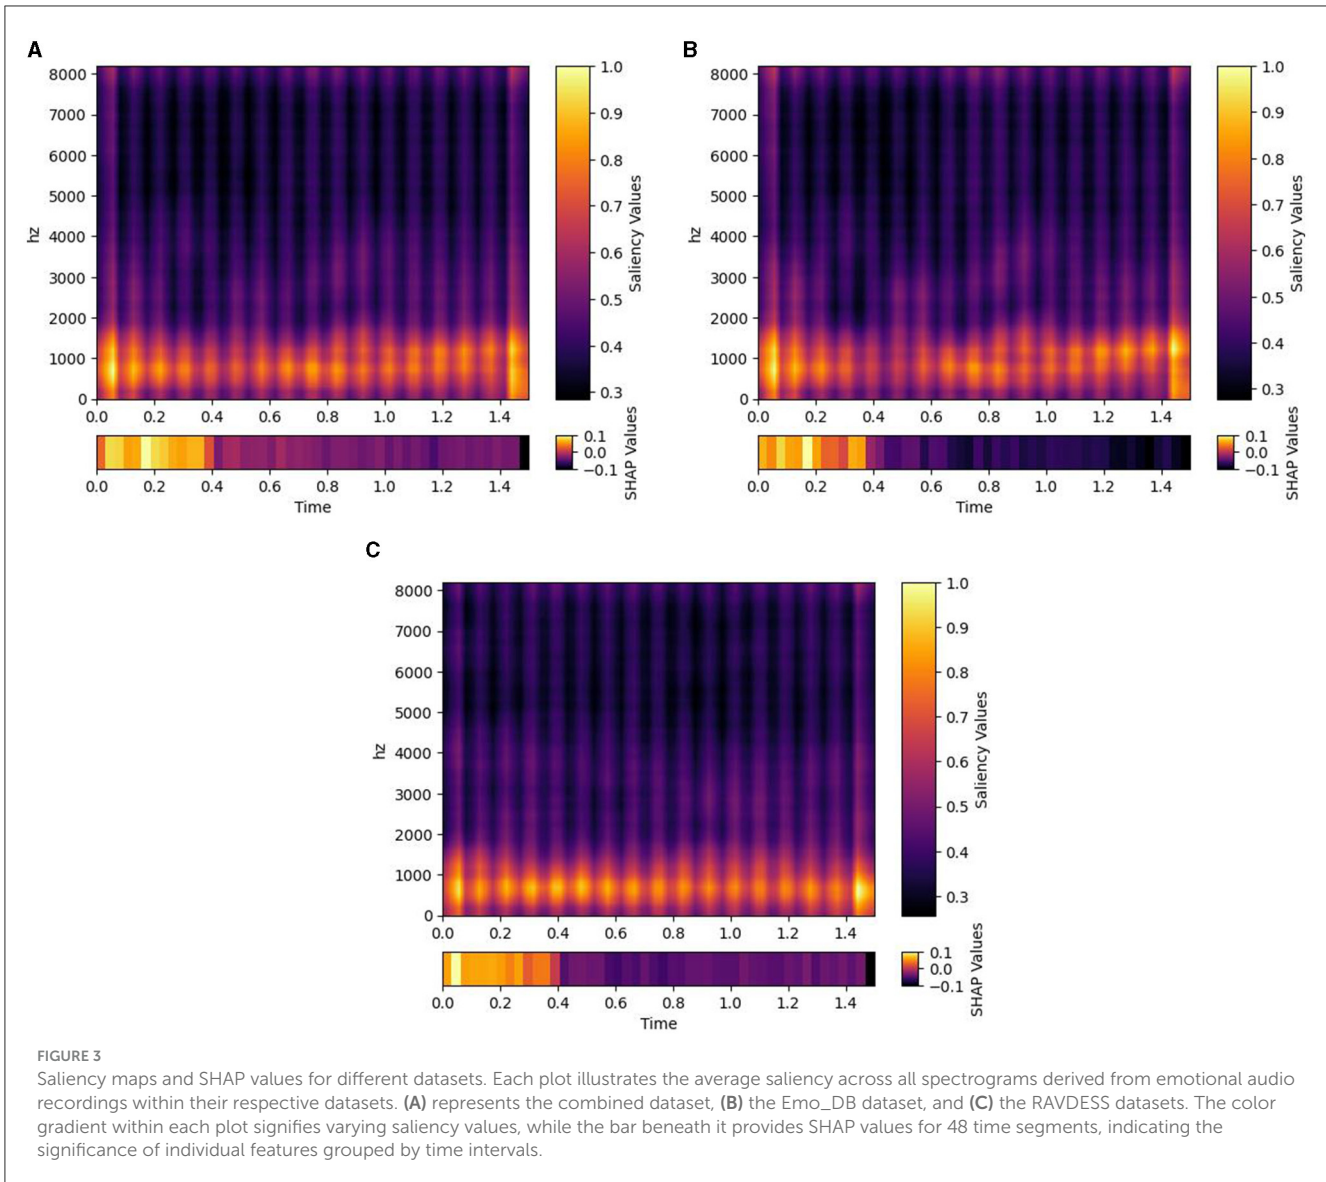 A
8000
7000
6000
5000
4000
3000
2000
1000
0
hz
0.0 0.2 0.4 0.6 0.8 1.0 1.2 1.4
1.0
0.9
0.8
0.7
0.6
0.5
0.4
0.3
Saliency Values
0.0 0.2 0.4 0.6 0.8 1.0 1.2 1.4
Time
0.1
0.0
−0.1
SHAP Values
B
8000
7000
6000
5000
4000
3000
2000
1000
0
hz
0.0 0.2 0.4 0.6 0.8 1.0 1.2 1.4
1.0
0.9
0.8
0.7
0.6
0.5
0.4
0.3
Saliency Values
0.0 0.2 0.4 0.6 0.8 1.0 1.2 1.4
Time
0.1
0.0
−0.1
SHAP Values
C
8000
7000
6000
5000
4000
3000
2000
1000
0
hz
0.0 0.2 0.4 0.6 0.8 1.0 1.2 1.4
1.0
0.9
0.8
0.7
0.6
0.5
0.4
0.3
Saliency Values
0.0 0.2 0.4 0.6 0.8 1.0 1.2 1.4
Time
0.1
0.0
−0.1
SHAP Values
FIGURE 3
Saliency maps and SHAP values for different datasets. Each plot illustrates the average saliency across all spectrograms derived from emotional audio
recordings within their respective datasets. (A) represents the combined dataset, (B) the Emo_DB dataset, and (C) the RAVDESS datasets. The color
gradient within each plot signifies varying saliency values, while the bar beneath it provides SHAP values for 48 time segments, indicating the
significance of individual features grouped by time intervals.